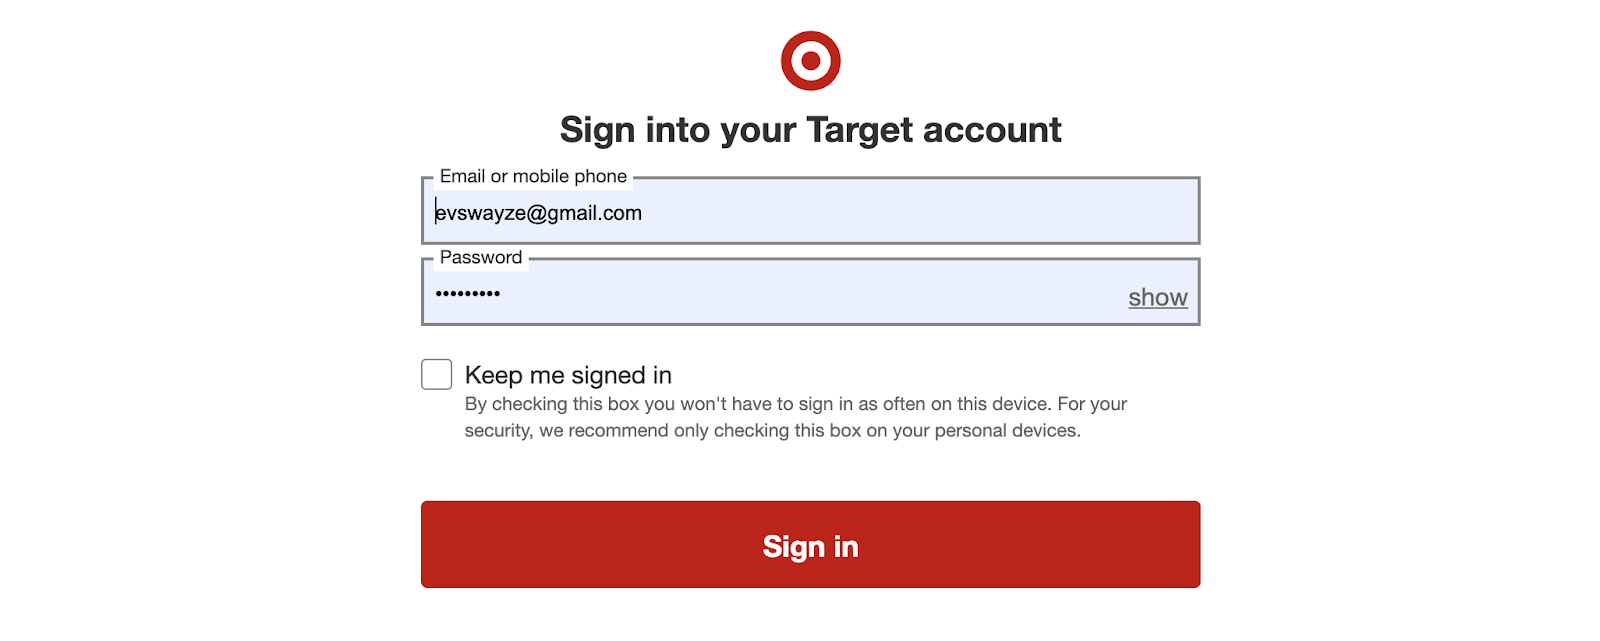 Sign into your Target account
Email or mobile phone
evswayze@gmail.com
Password
•••••••••
show
Keep me signed in
By checking this box you won't have to sign in as often on this device. For your
security, we recommend only checking this box on your personal devices.
Sign in